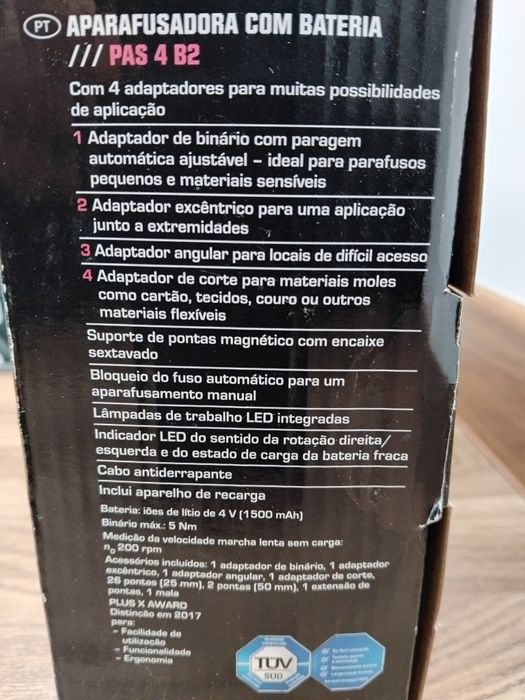 PT APARAFUSADORA COM BATERIA
/// PAS 4 B2
Com 4 adaptadores para muitas possibilidades
de aplicação
1 Adaptador de binário com paragem
automática ajustável – ideal para parafusos
pequenos e materiais sensíveis
2 Adaptador excêntrico para uma aplicação
junto a extremidades
3 Adaptador angular para locais de difícil acesso
4 Adaptador de corte para materiais moles
como cartão, tecidos, couro ou outros
materiais flexíveis
Suporte de pontas magnético com encaixe
sextavado
Bloqueio do fuso automático para um
aparafusamento manual
Lâmpadas de trabalho LED integradas
Indicador LED do sentido da rotação direita/
esquerda e do estado de carga da bateria fraca
Cabo antiderrapante
Inclui aparelho de recarga
Bateria: iões de lítio de 4 V (1500 mAh)
Binário máx.: 5 Nm
Medição da velocidade marcha lenta sem carga:
n₀ 200 rpm
Acessórios incluídos: 1 adaptador de binário, 1 adaptador
excêntrico, 1 adaptador angular, 1 adaptador de corte,
26 pontas (25 mm), 2 pontas (50 mm), 1 extensão de
pontas, 1 mala
PLUS X AWARD
Distinção em 2017
para:
– Facilidade de
utilização
– Funcionalidade
– Ergonomia
TÜV
SÜD